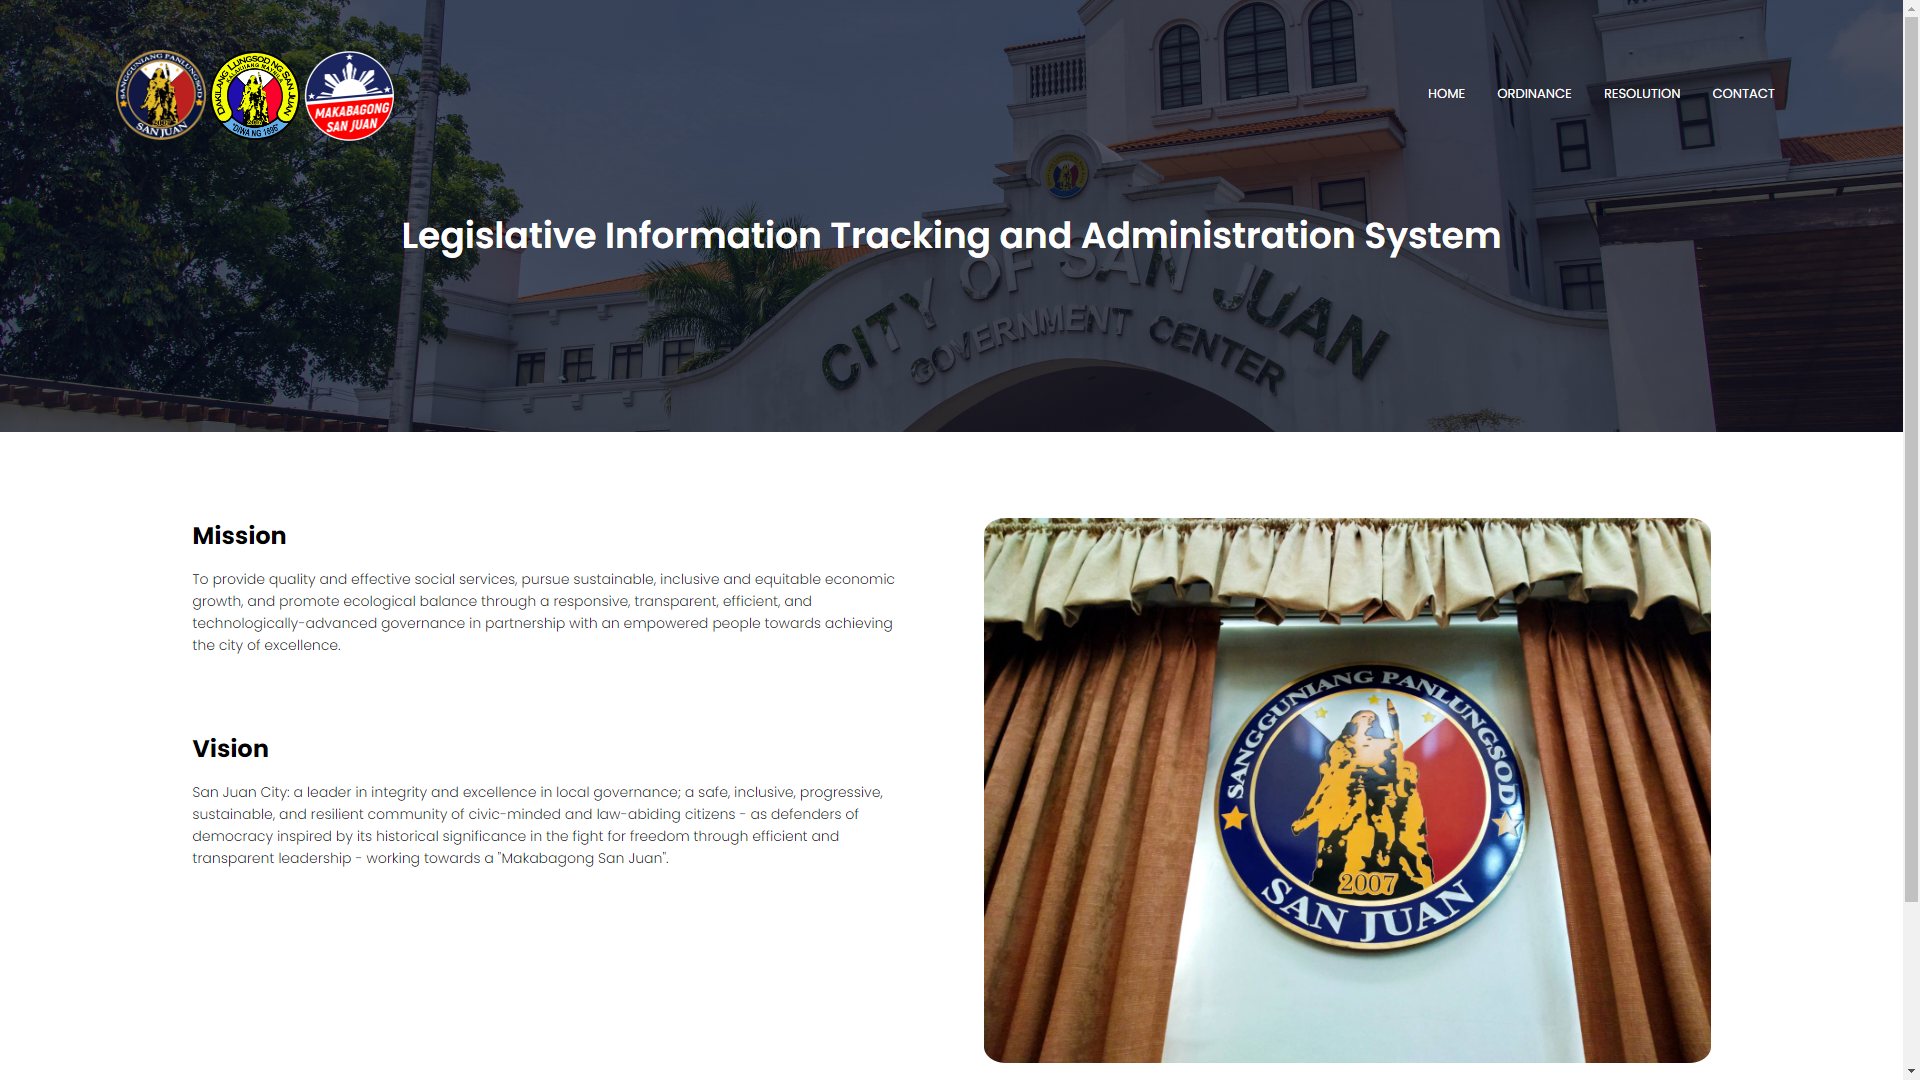 SANGGUNIANG PANLUNGSOD
SAN JUAN
DAKILANG LUNGSOD NG SAN JUAN
KALAKHANG MAYNILA
2007
"DIWA NG 1896"
MAKABAGONG
SAN JUAN
HOME
ORDINANCE
RESOLUTION
CONTACT
Legislative Information Tracking and Administration System
CITY OF SAN JUAN
GOVERNMENT CENTER
Mission
To provide quality and effective social services, pursue sustainable, inclusive and equitable economic
growth, and promote ecological balance through a responsive, transparent, efficient, and
technologically-advanced governance in partnership with an empowered people towards achieving
the city of excellence.
Vision
San Juan City: a leader in integrity and excellence in local governance; a safe, inclusive, progressive,
sustainable, and resilient community of civic-minded and law-abiding citizens - as defenders of
democracy inspired by its historical significance in the fight for freedom through efficient and
transparent leadership - working towards a "Makabagong San Juan".
SANGGUNIANG PANLUNGSOD
2007
SAN JUAN